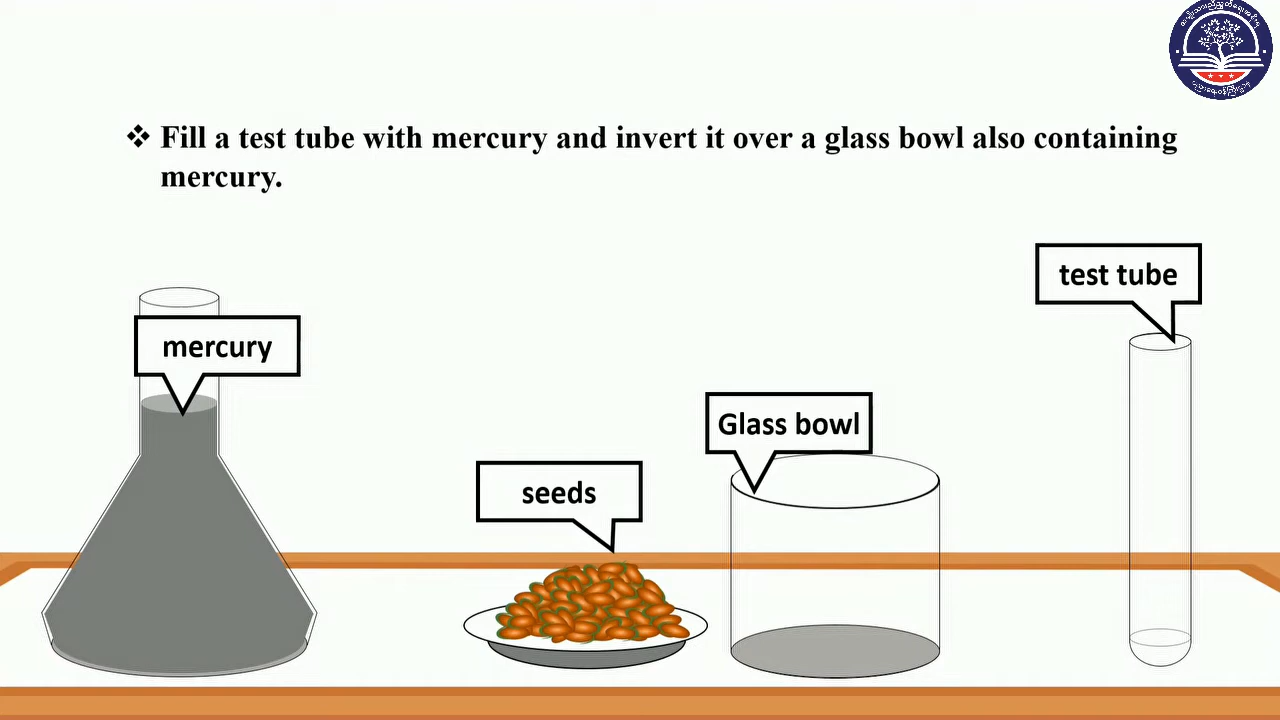 ❖ Fill a test tube with mercury and invert it over a glass bowl also containing
mercury.
test tube
mercury
Glass bowl
seeds